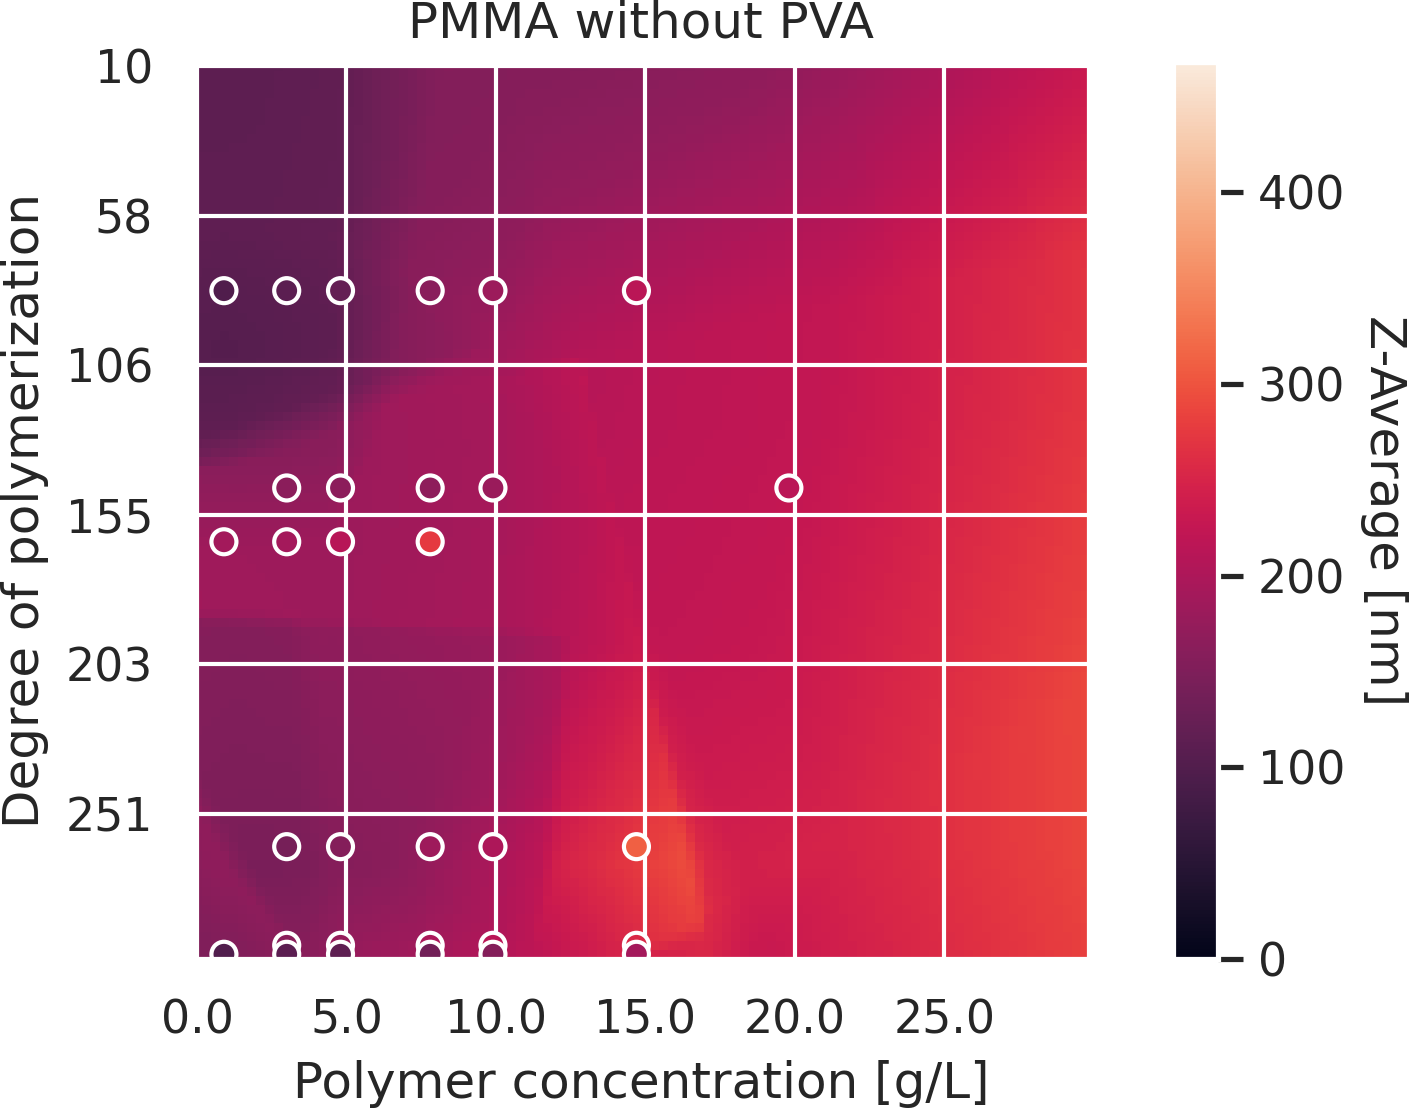 PMMA without PVA
10
58
106
155
203
251
Degree of polymerization
0.0 5.0 10.0 15.0 20.0 25.0
Polymer concentration [g/L]
400
300
200
100
0
Z-Average [nm]